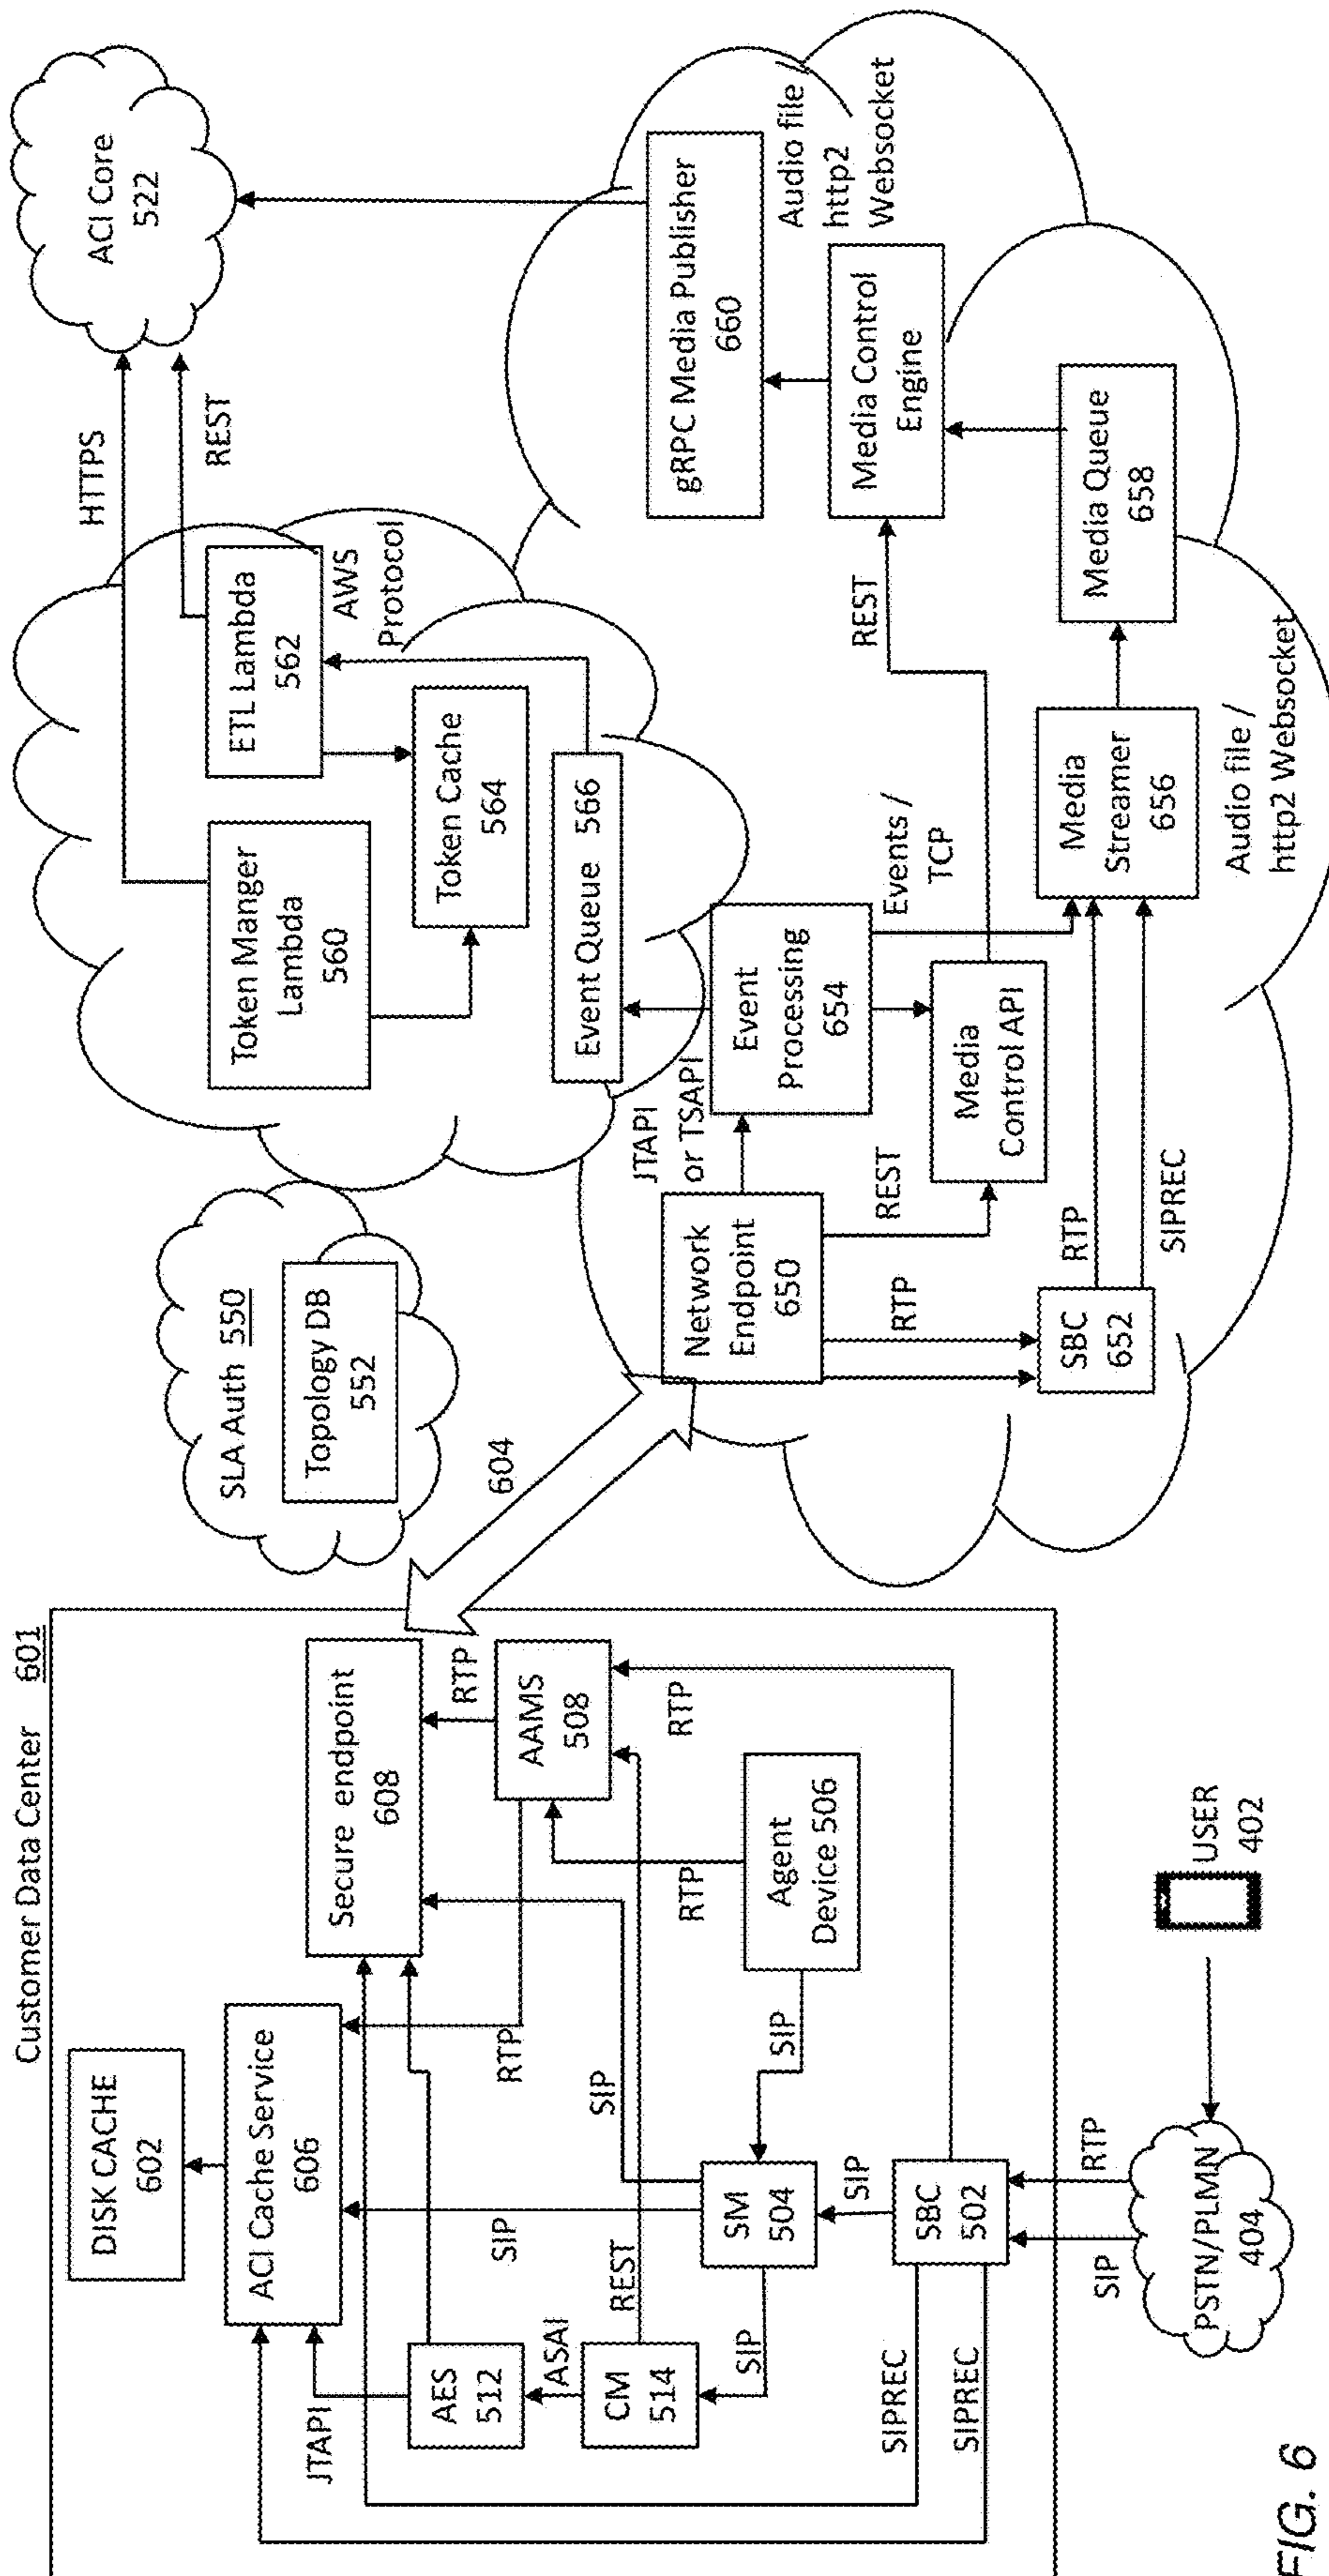 Customer Data Center 601
DISK CACHE
602
ACI Cache Service
606
Secure endpoint
608
JTAPI
RTP
RTP
AES
512
ASAI
CM
514
REST
SIP
SIP
SIP
AAMS
508
RTP
RTP
Agent
Device 506
SIP
SM
504
SIP
SBC
502
SIPREC
SIPREC
SIP
RTP
PSTN/PLMN
404
USER
402
604
SLA Auth 550
Topology DB
552
Token Manger
Lambda
560
ETL Lambda
562
AWS
Protocol
Token Cache
564
Event Queue 566
HTTPS
REST
ACI Core
522
JTAPI
or TSAPI
Network
Endpoint
650
Event
Processing
654
REST
RTP
Events /
TCP
Media
Control API
REST
SBC
652
RTP
SIPREC
Media
Streamer
656
Audio file /
http2 Websocket
Media Queue
658
Media Control
Engine
gRPC Media Publisher
660
Audio file /
http2
Websocket
FIG. 6